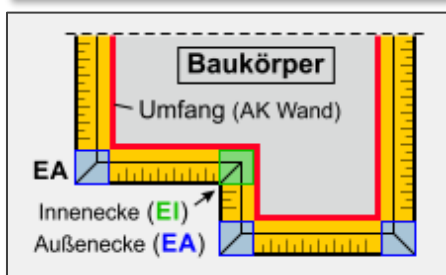 Baukörper
Umfang (AK Wand)
EA
Innenecke (EI)
Außenecke (EA)